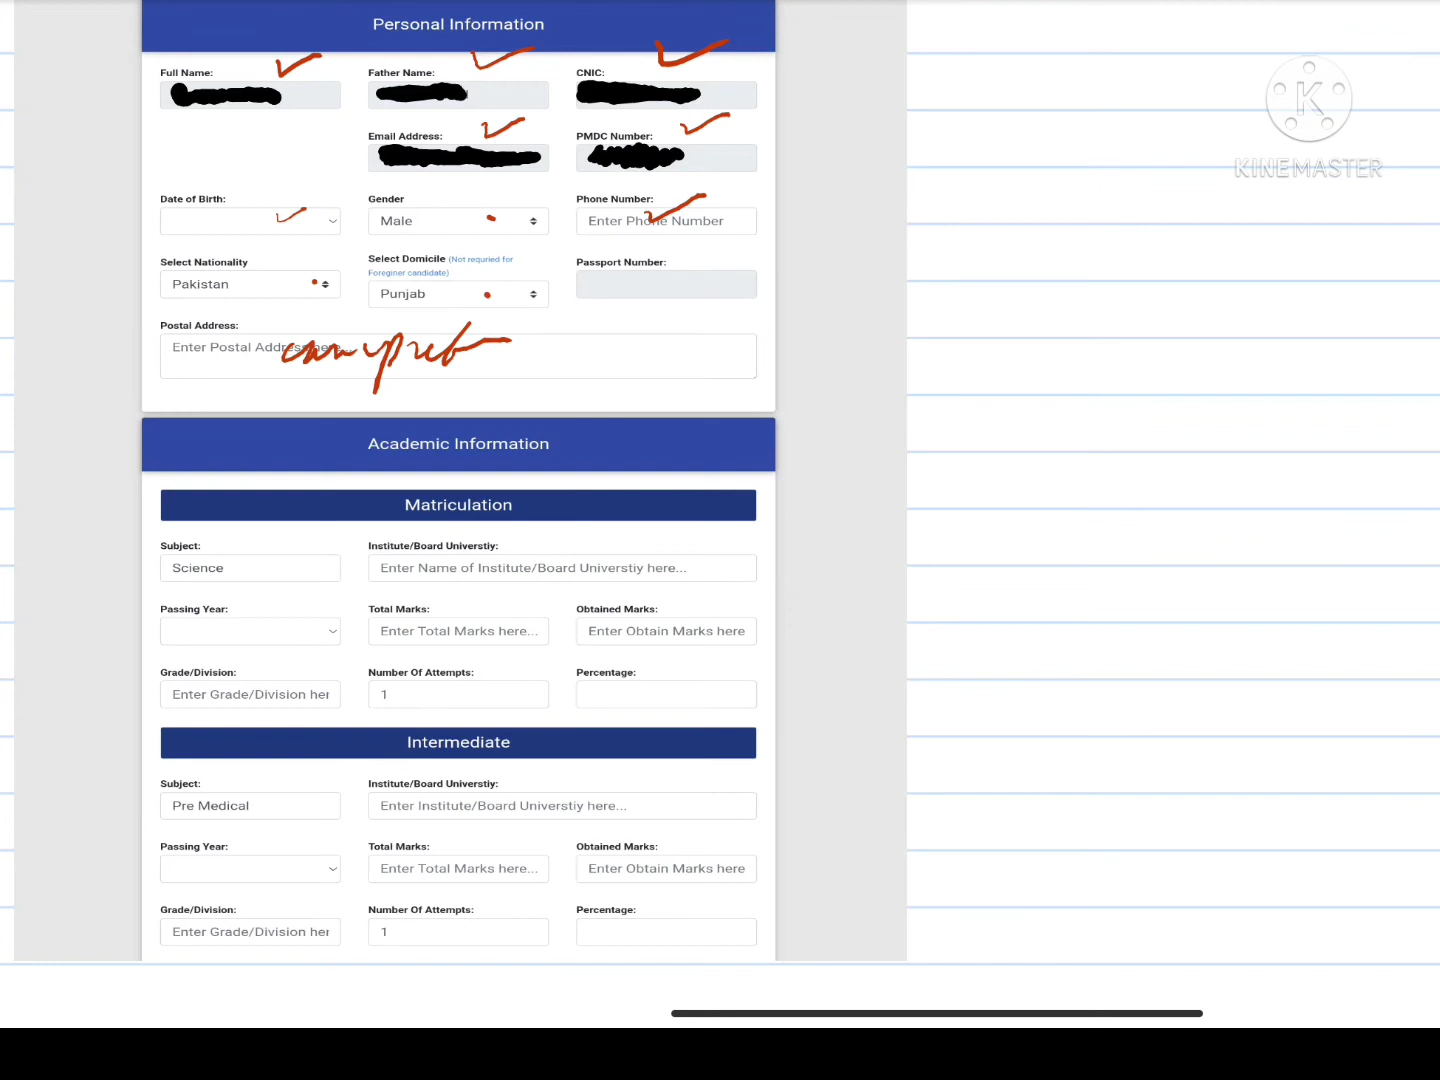 Personal Information
Full Name: Father Name: CNIC:
Email Address: PMDC Number:
Date of Birth: Gender Phone Number:
Male Enter Phone Number
Select Nationality Select Domicile (Not requried for Foreginer candidate) Passport Number:
Pakistan Punjab
Postal Address:
Enter Postal Address here...
Academic Information
Matriculation
Subject: Institute/Board Universtiy:
Science Enter Name of Institute/Board Universtiy here...
Passing Year: Total Marks: Obtained Marks:
Enter Total Marks here... Enter Obtain Marks here
Grade/Division: Number Of Attempts: Percentage:
Enter Grade/Division her 1
Intermediate
Subject: Institute/Board Universtiy:
Pre Medical Enter Institute/Board Universtiy here...
Passing Year: Total Marks: Obtained Marks:
Enter Total Marks here... Enter Obtain Marks here
Grade/Division: Number Of Attempts: Percentage:
Enter Grade/Division her 1
K
KINEMASTER